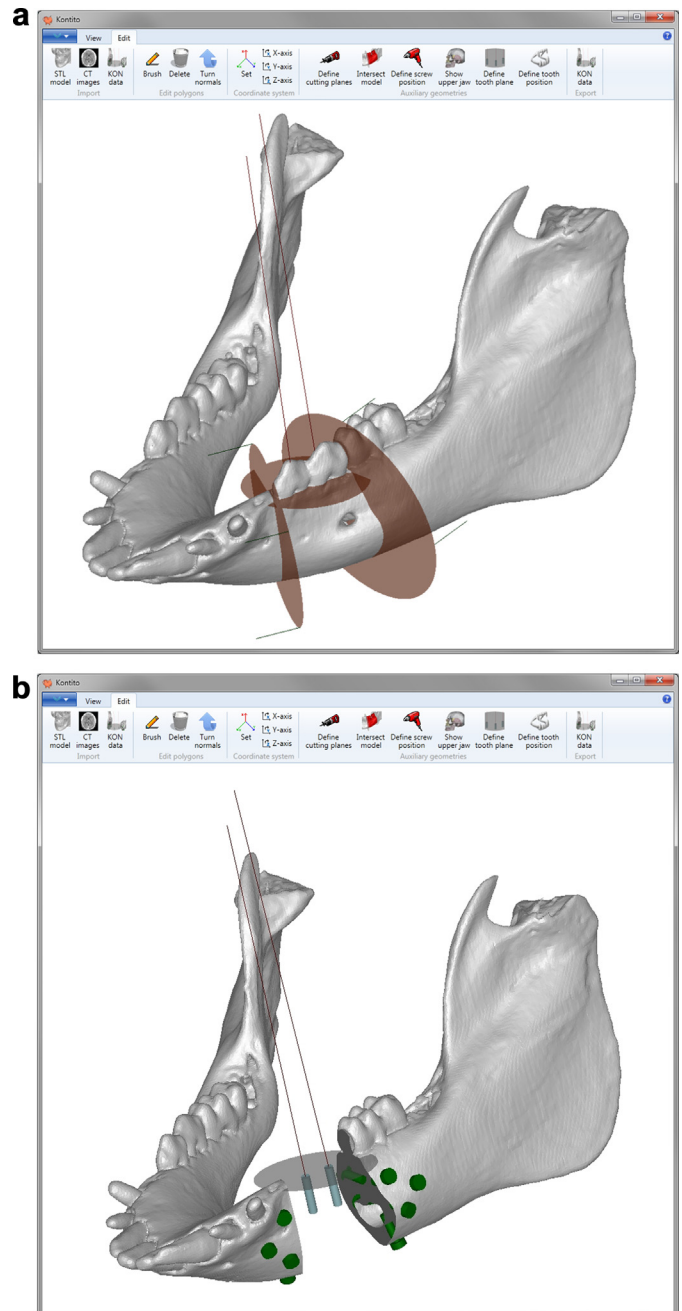 a
Kontito
View Edit
STL model CT images KON data Brush Delete Turn normals Set X-axis Y-axis Z-axis Define cutting planes Intersect model Define screw position Show upper jaw Define tooth plane Define tooth position KON data
Import Edit polygons Coordinate system Auxiliary geometries Export
b
Kontito
View Edit
STL model CT images KON data Brush Delete Turn normals Set X-axis Y-axis Z-axis Define cutting planes Intersect model Define screw position Show upper jaw Define tooth plane Define tooth position KON data
Import Edit polygons Coordinate system Auxiliary geometries Export